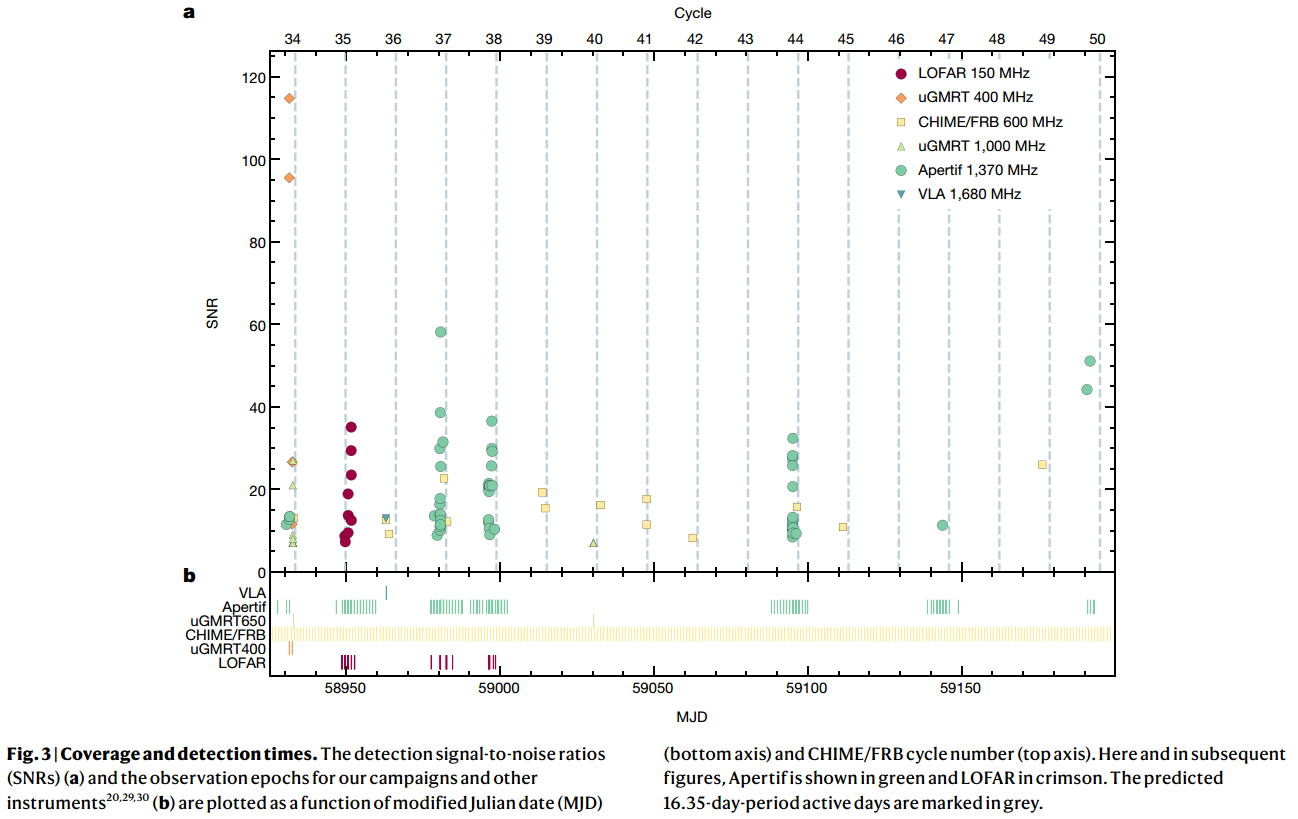 a
Cycle
34 35 36 37 38 39 40 41 42 43 44 45 46 47 48 49 50
120
100
80
60
40
20
0
SNR
LOFAR 150 MHz
uGMRT 400 MHz
CHIME/FRB 600 MHz
uGMRT 1,000 MHz
Apertif 1,370 MHz
VLA 1,680 MHz
b
VLA
Apertif
uGMRT650
CHIME/FRB
uGMRT400
LOFAR
58950 59000 59050 59100 59150
MJD
Fig. 3 | Coverage and detection times. The detection signal-to-noise ratios
(SNRs) (a) and the observation epochs for our campaigns and other
instruments20,29,30 (b) are plotted as a function of modified Julian date (MJD)
(bottom axis) and CHIME/FRB cycle number (top axis). Here and in subsequent
figures, Apertif is shown in green and LOFAR in crimson. The predicted
16.35-day-period active days are marked in grey.